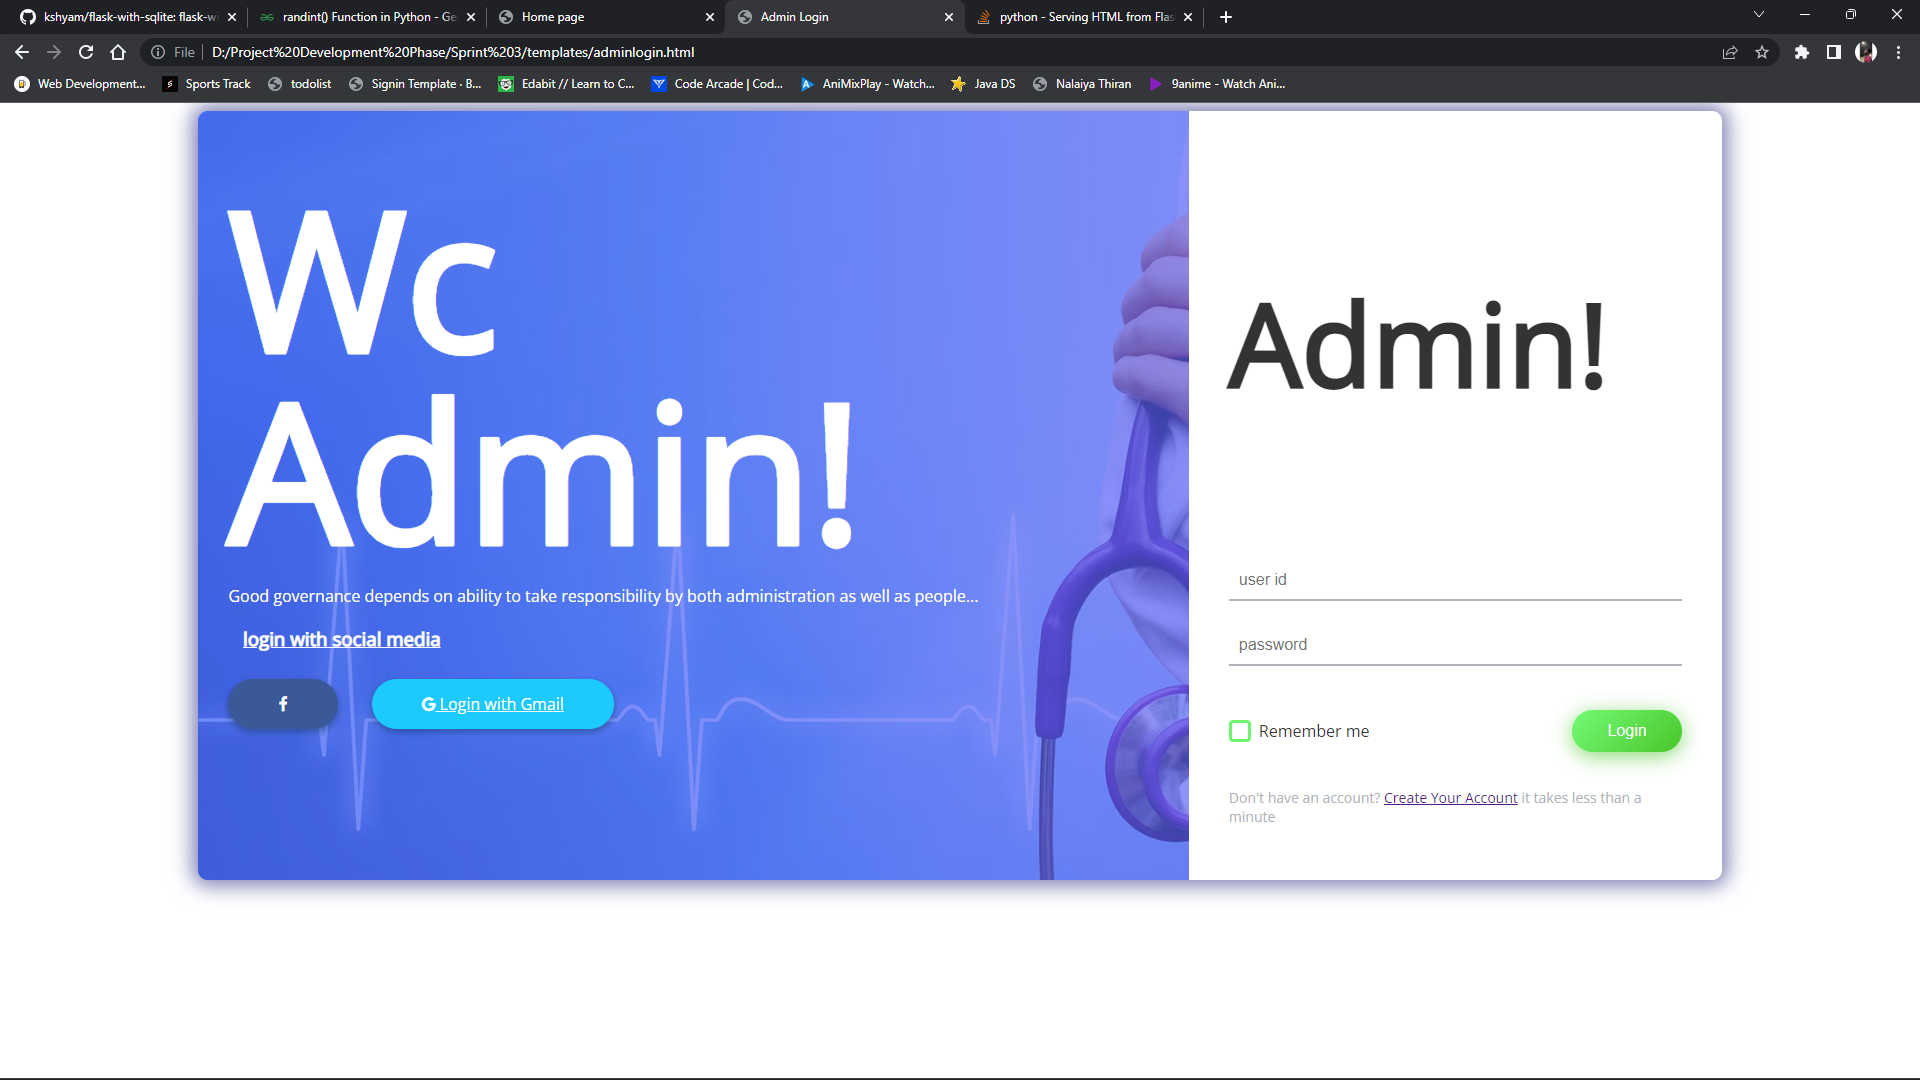 kshyam/flask-with-sqlite: flask-wi
randint() Function in Python - Ge
Home page
Admin Login
python - Serving HTML from Flas
File
D:/Project%20Development%20Phase/Sprint%203/templates/adminlogin.html
Web Development...
Sports Track
todolist
Signin Template · B...
Edabit // Learn to C...
Code Arcade | Cod...
AniMixPlay - Watch...
Java DS
Nalaiya Thiran
9anime - Watch Ani...
Wc
Admin!
Good governance depends on ability to take responsibility by both administration as well as people...
login with social media
Login with Gmail
Admin!
user id
password
Remember me
Login
Don't have an account? Create Your Account it takes less than a
minute